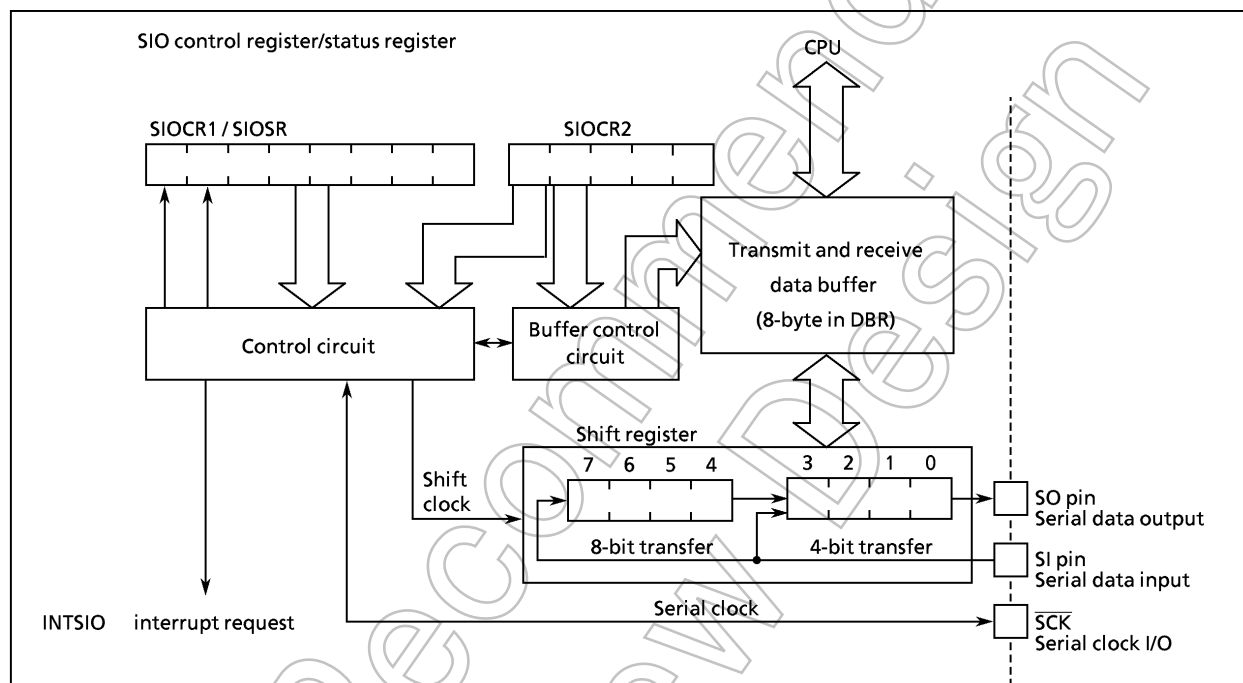 SIO control register/status register
CPU
SIOCR1 / SIOSR
SIOCR2
Transmit and receive
data buffer
(8-byte in DBR)
Control circuit
Buffer control
circuit
Shift register
7 6 5 4
3 2 1 0
Shift
clock
8-bit transfer
4-bit transfer
SO pin
Serial data output
SI pin
Serial data input
Serial clock
SCK
Serial clock I/O
INTSIO interrupt request
Recommend
ew Design